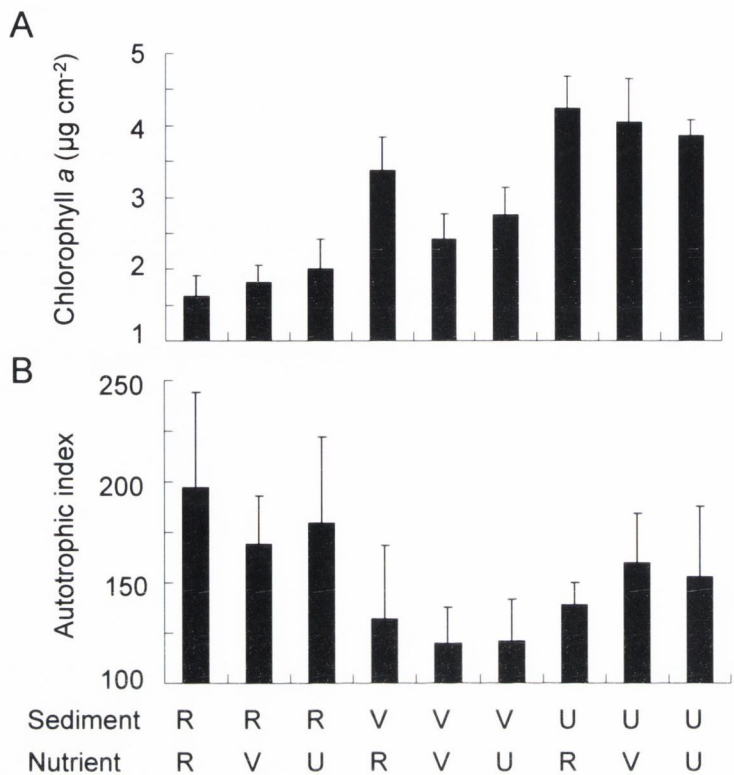 A
Chlorophyll a (µg cm-2)
5
4
3
2
1
B
Autotrophic index
250
200
150
100
Sediment R R R V V V U U U
Nutrient R V U R V U R V U